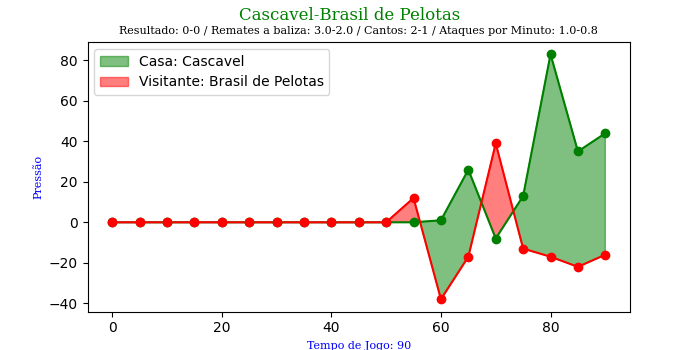 Cascavel-Brasil de Pelotas
Resultado: 0-0 / Remates a baliza: 3.0-2.0 / Cantos: 2-1 / Ataques por Minuto: 1.0-0.8
Casa: Cascavel
Visitante: Brasil de Pelotas
Pressão
80
60
40
20
0
−20
−40
0
20
40
60
80
Tempo de Jogo: 90